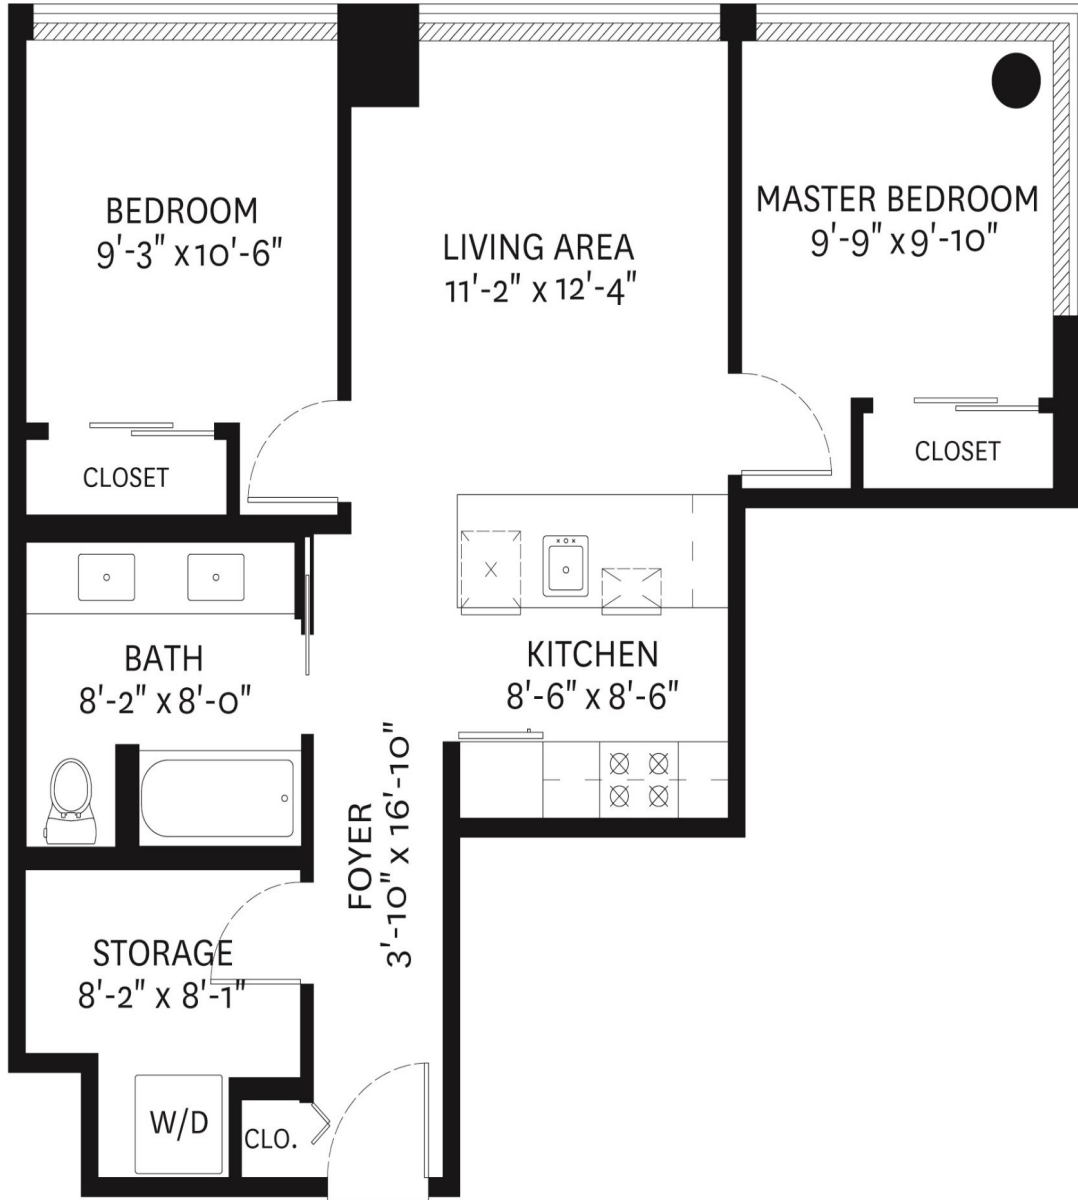 BEDROOM
9'-3" x 10'-6"
LIVING AREA
11'-2" x 12'-4"
MASTER BEDROOM
9'-9" x 9'-10"
CLOSET
CLOSET
BATH
8'-2" x 8'-0"
KITCHEN
8'-6" x 8'-6"
FOYER
3'-10" x 16'-10"
STORAGE
8'-2" x 8'-1"
W/D
CLO.